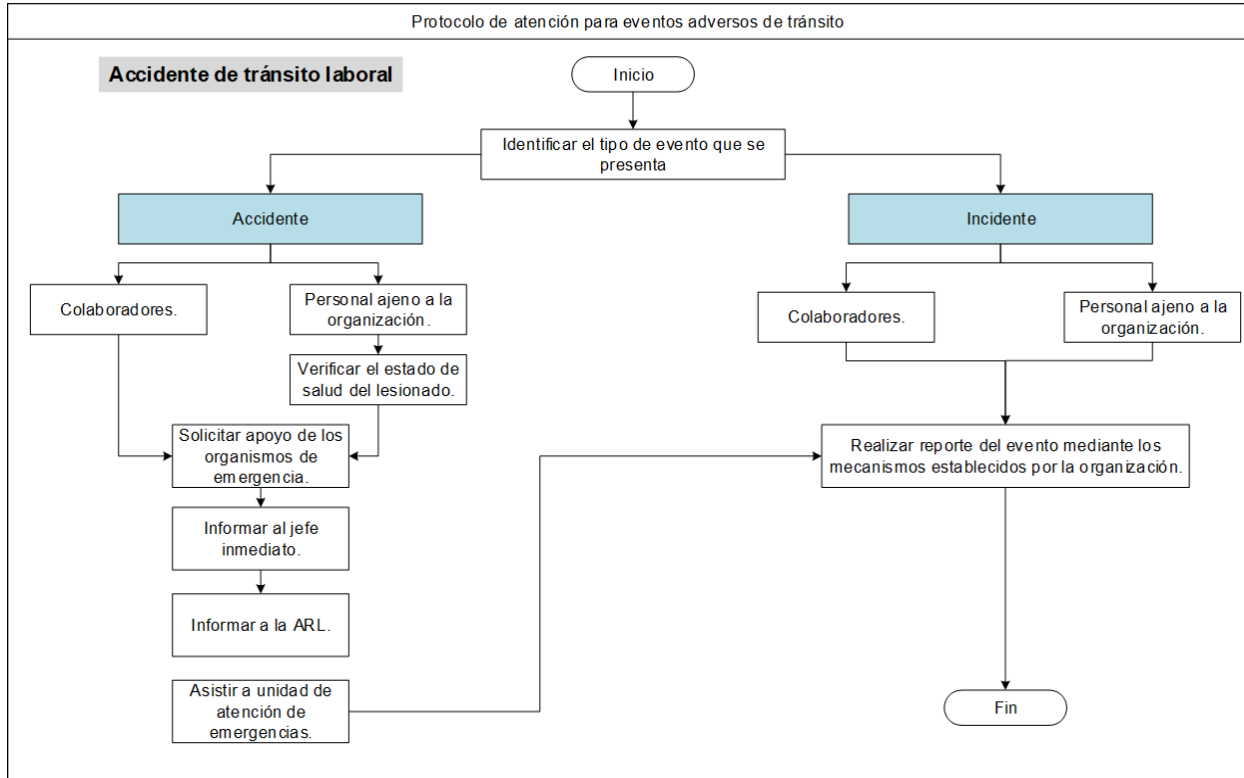 Protocolo de atención para eventos adversos de tránsito
Accidente de tránsito laboral
Inicio
Identificar el tipo de evento que se
presenta
Accidente
Incidente
Colaboradores.
Personal ajeno a la
organización.
Colaboradores.
Personal ajeno a la
organización.
Verificar el estado de
salud del lesionado.
Solicitar apoyo de los
organismos de
emergencia.
Realizar reporte del evento mediante los
mecanismos establecidos por la organización.
Informar al jefe
inmediato.
Informar a la ARL.
Asistir a unidad de
atención de
emergencias.
Fin